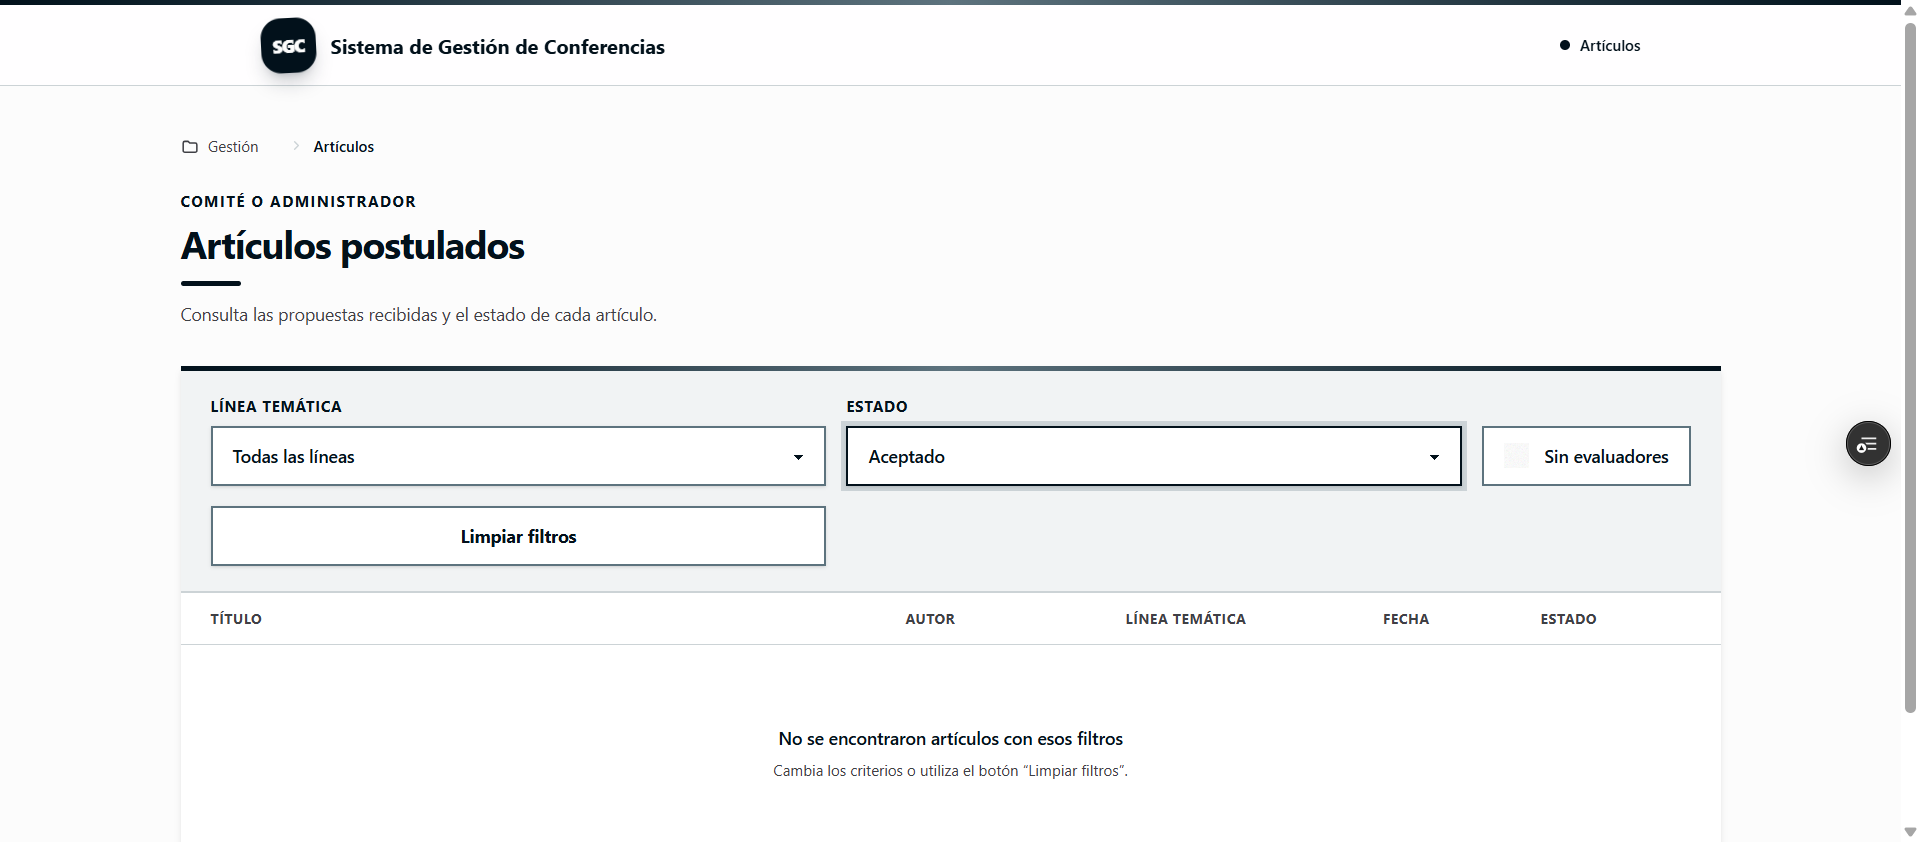 SGC Sistema de Gestión de Conferencias
Artículos
Gestión
Artículos
COMITÉ O ADMINISTRADOR
Artículos postulados
Consulta las propuestas recibidas y el estado de cada artículo.
LÍNEA TEMÁTICA
ESTADO
Todas las líneas
Aceptado
Sin evaluadores
Limpiar filtros
TÍTULO AUTOR LÍNEA TEMÁTICA FECHA ESTADO
No se encontraron artículos con esos filtros
Cambia los criterios o utiliza el botón “Limpiar filtros”.